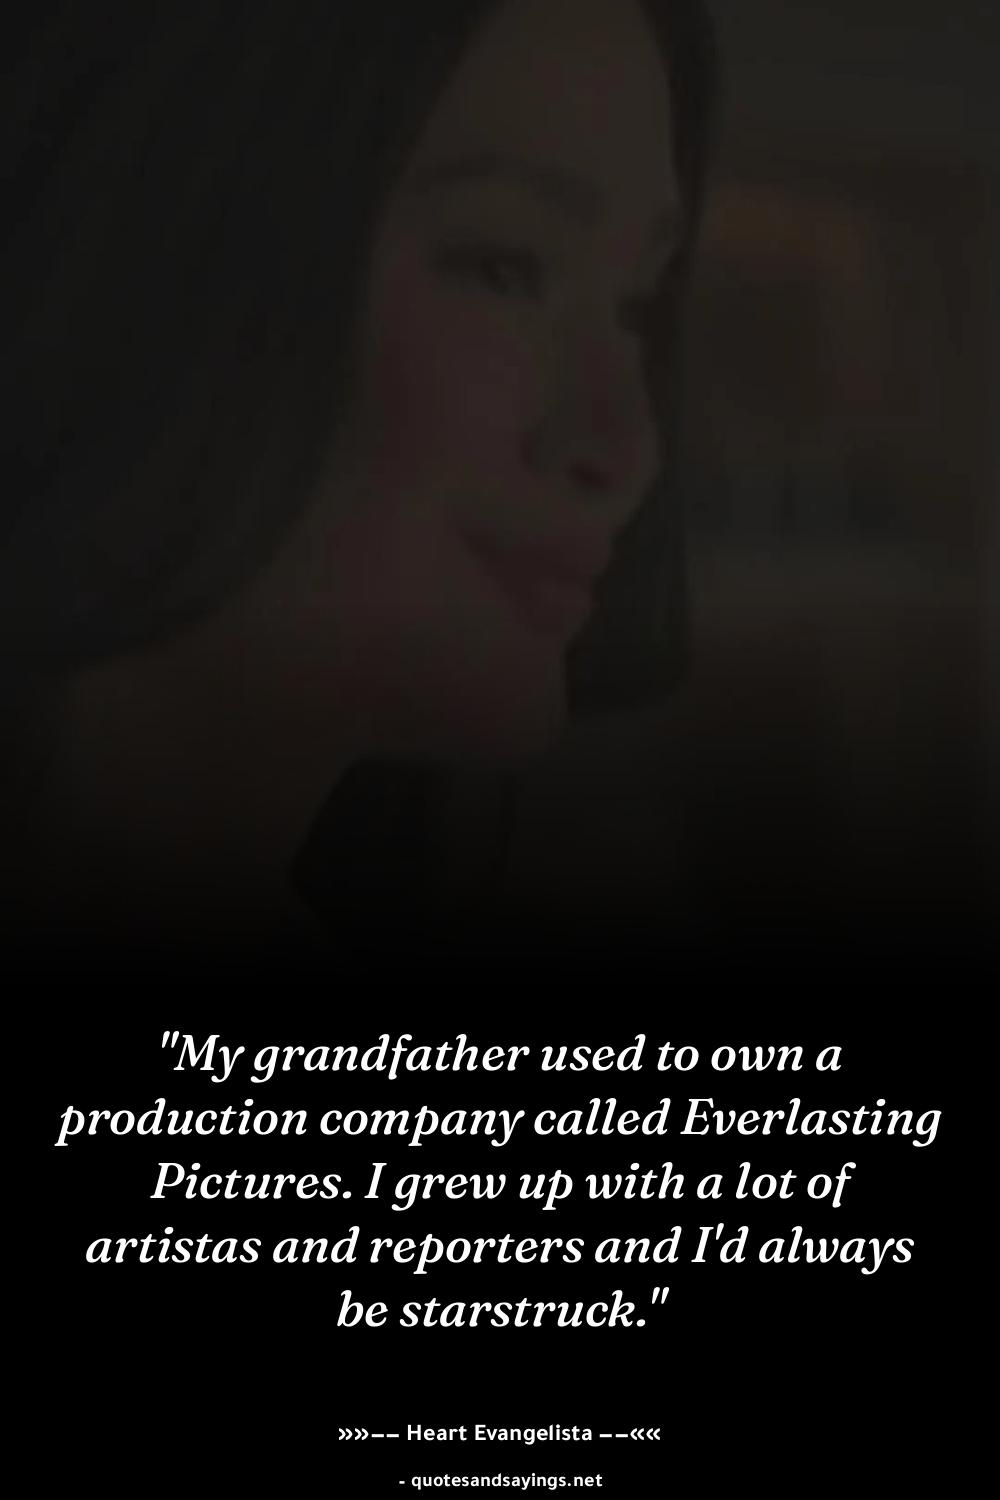 "My grandfather used to own a
production company called Everlasting
Pictures. I grew up with a lot of
artistas and reporters and I'd always
be starstruck."
»»–– Heart Evangelista ––««
- quotesandsayings.net